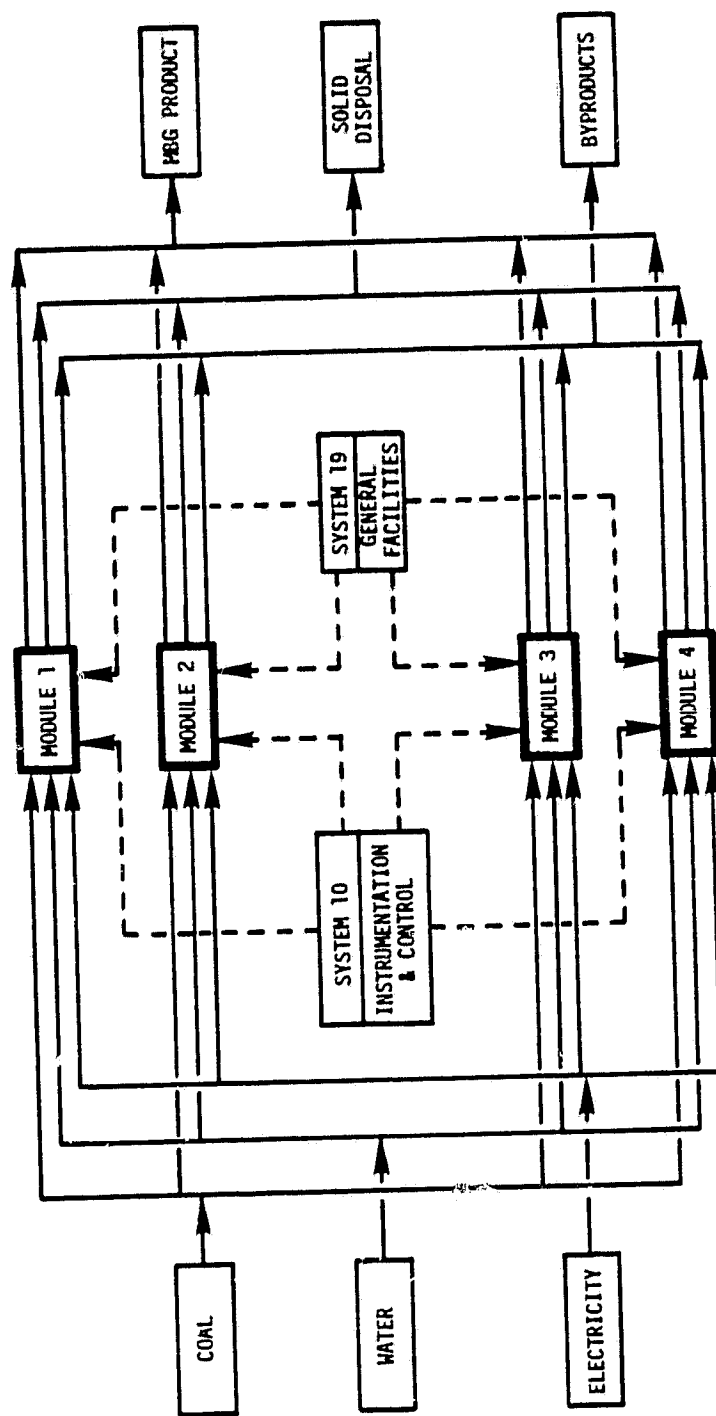 COAL
WATER
ELECTRICITY
SYSTEM 10
INSTRUMENTATION
& CONTROL
MODULE 1
MODULE 2
MODULE 3
MODULE 4
SYSTEM 19
GENERAL
FACILITIES
MBG PRODUCT
SOLID
DISPOSAL
BYPRODUCTS